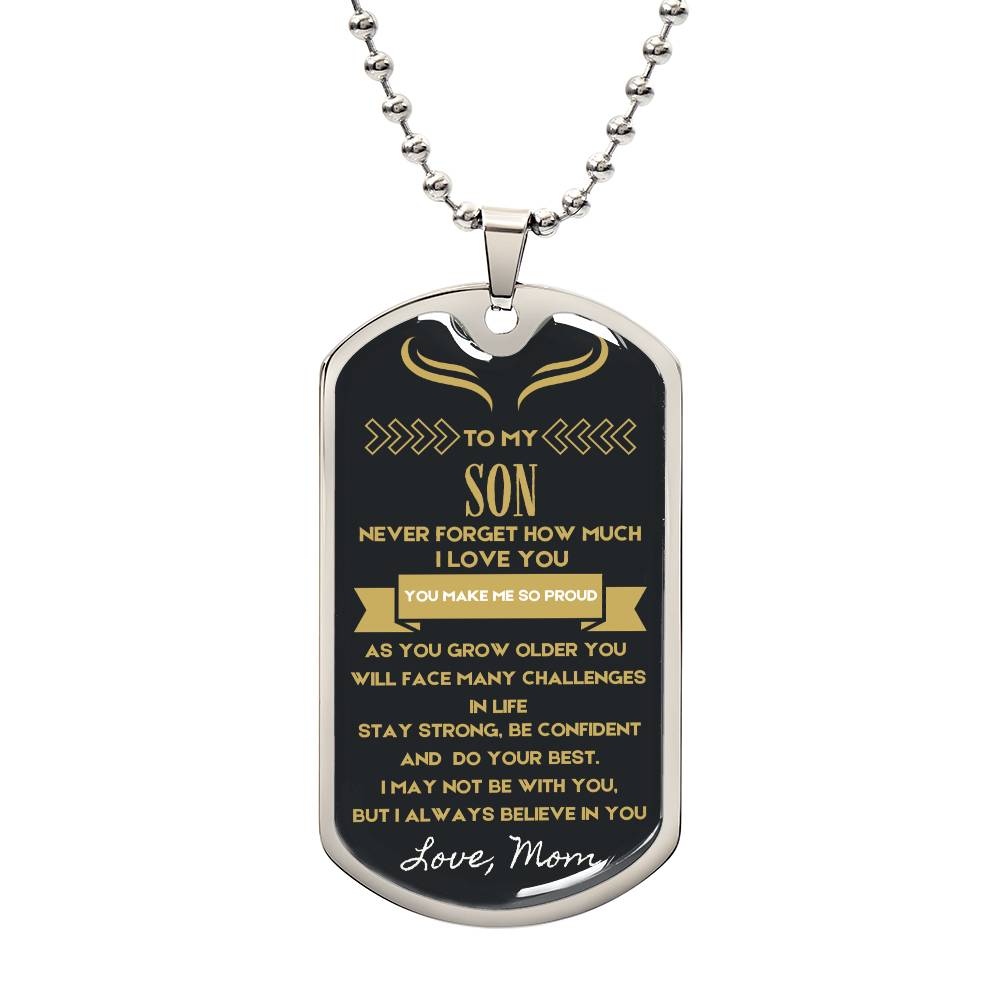 TO MY
SON
NEVER FORGET HOW MUCH
I LOVE YOU
YOU MAKE ME SO PROUD
AS YOU GROW OLDER YOU
WILL FACE MANY CHALLENGES
IN LIFE
STAY STRONG, BE CONFIDENT
AND DO YOUR BEST.
I MAY NOT BE WITH YOU,
BUT I ALWAYS BELIEVE IN YOU
Love, Mom